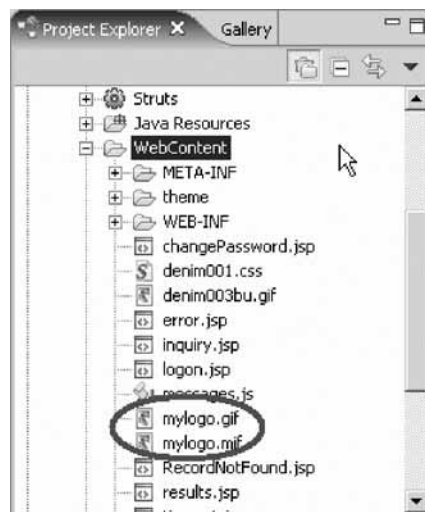 Project Explorer Gallery
Struts
Java Resources
WebContent
META-INF
theme
WEB-INF
changePassword.jsp
denim001.css
denim003bu.gif
error.jsp
inquiry.jsp
logon.jsp
messages.js
mylogo.gif
mylogo.mif
RecordNotFound.jsp
results.jsp